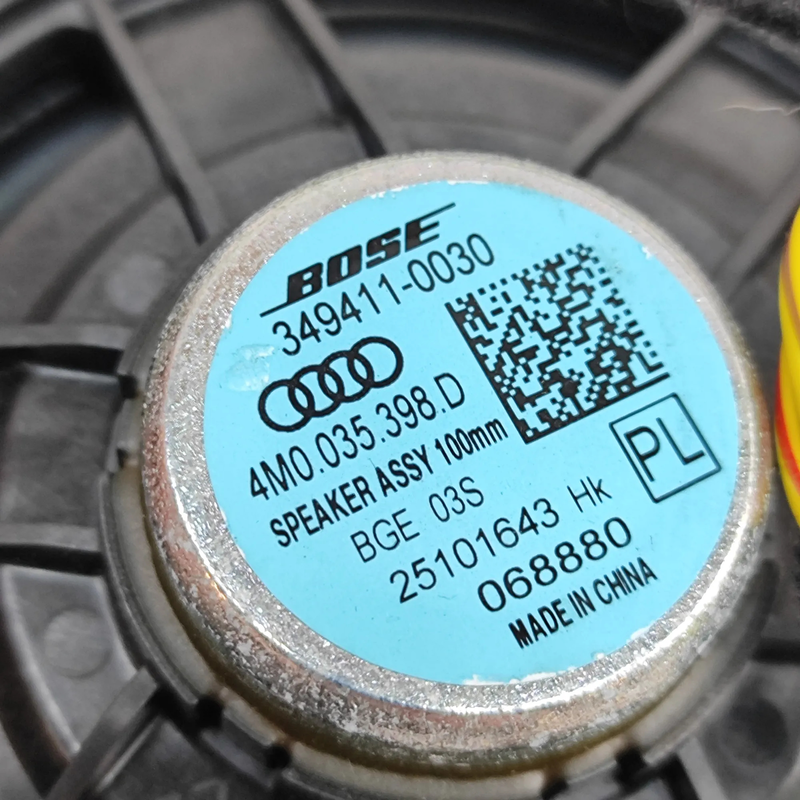 BOSE
349411-0030
4M0.035.398.D
SPEAKER ASSY 100mm
BGE 03S
PL
25101643 Hk
068880
MADE IN CHINA